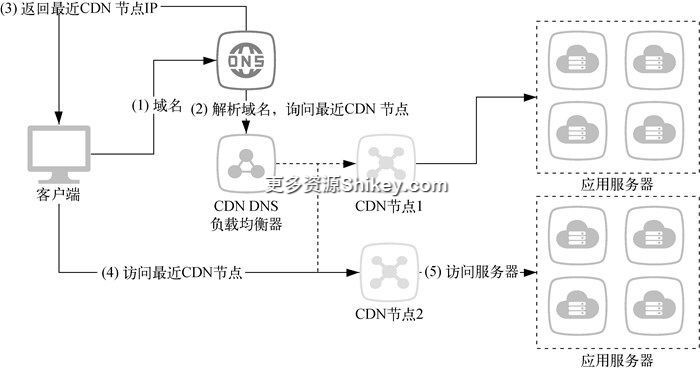 (3) 返回最近CDN 节点IP
DNS
(1) 域名
(2) 解析域名，询问最近CDN 节点
客户端
更多资源Shikey.com
CDN DNS
负载均衡器
CDN节点1
应用服务器
(4) 访问最近CDN节点
(5) 访问服务器
CDN节点2
应用服务器